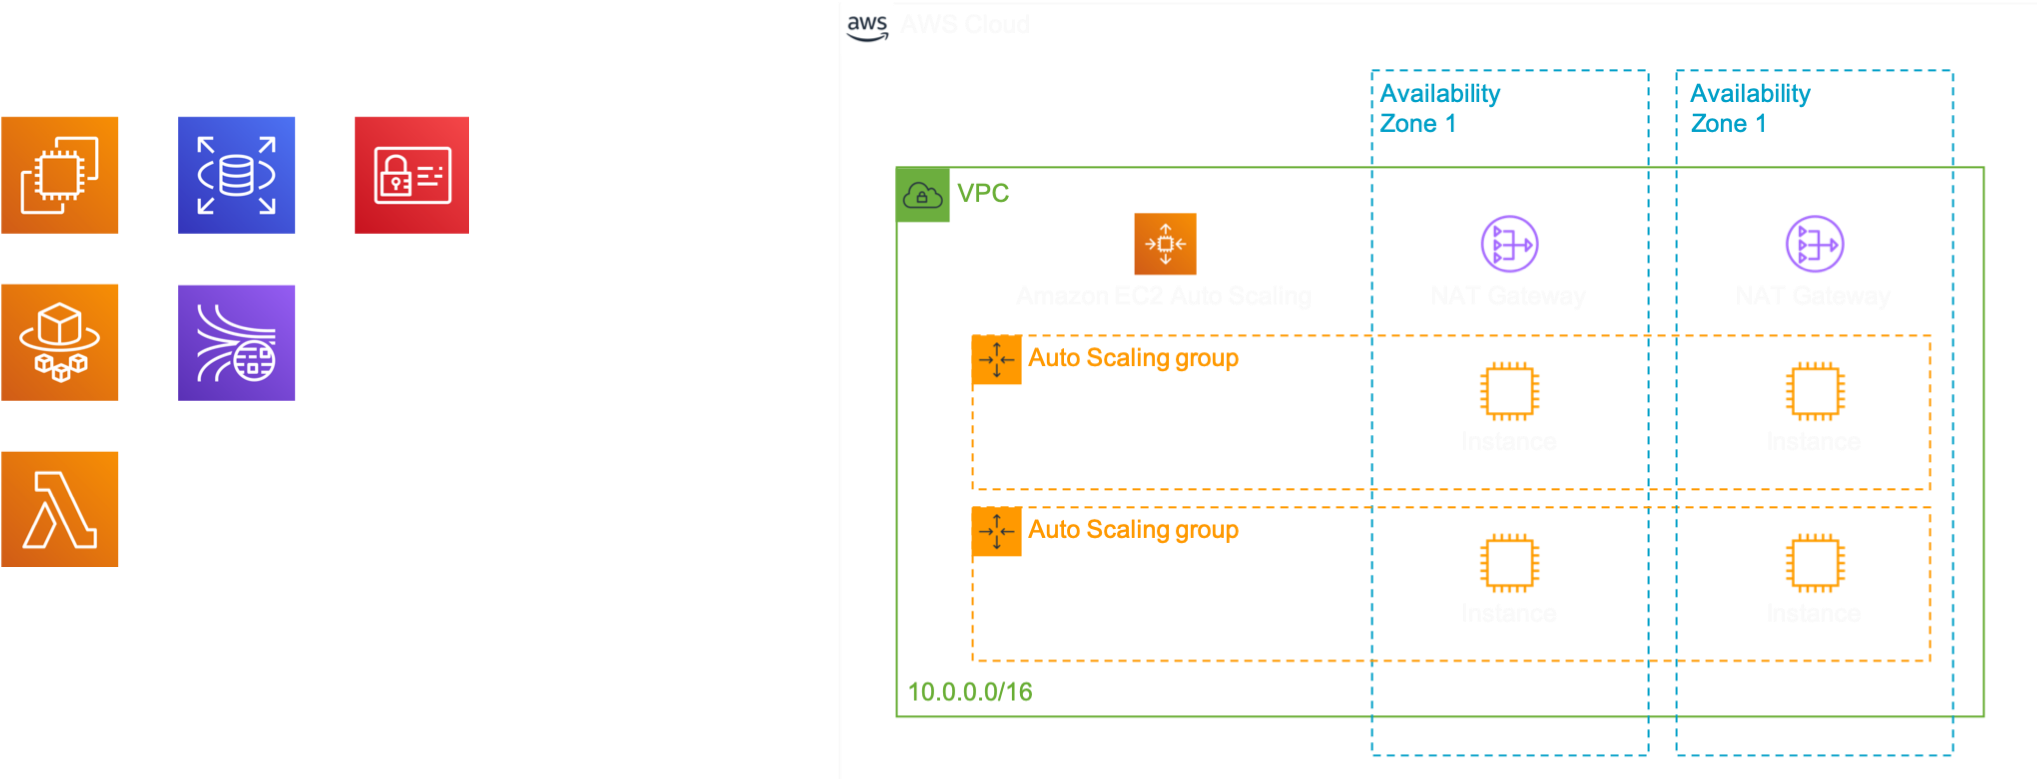 aws
AWS Cloud
Availability
Zone 1
Availability
Zone 1
VPC
Amazon EC2 Auto Scaling
NAT Gateway
NAT Gateway
Auto Scaling group
Instance
Instance
Auto Scaling group
Instance
Instance
10.0.0.0/16